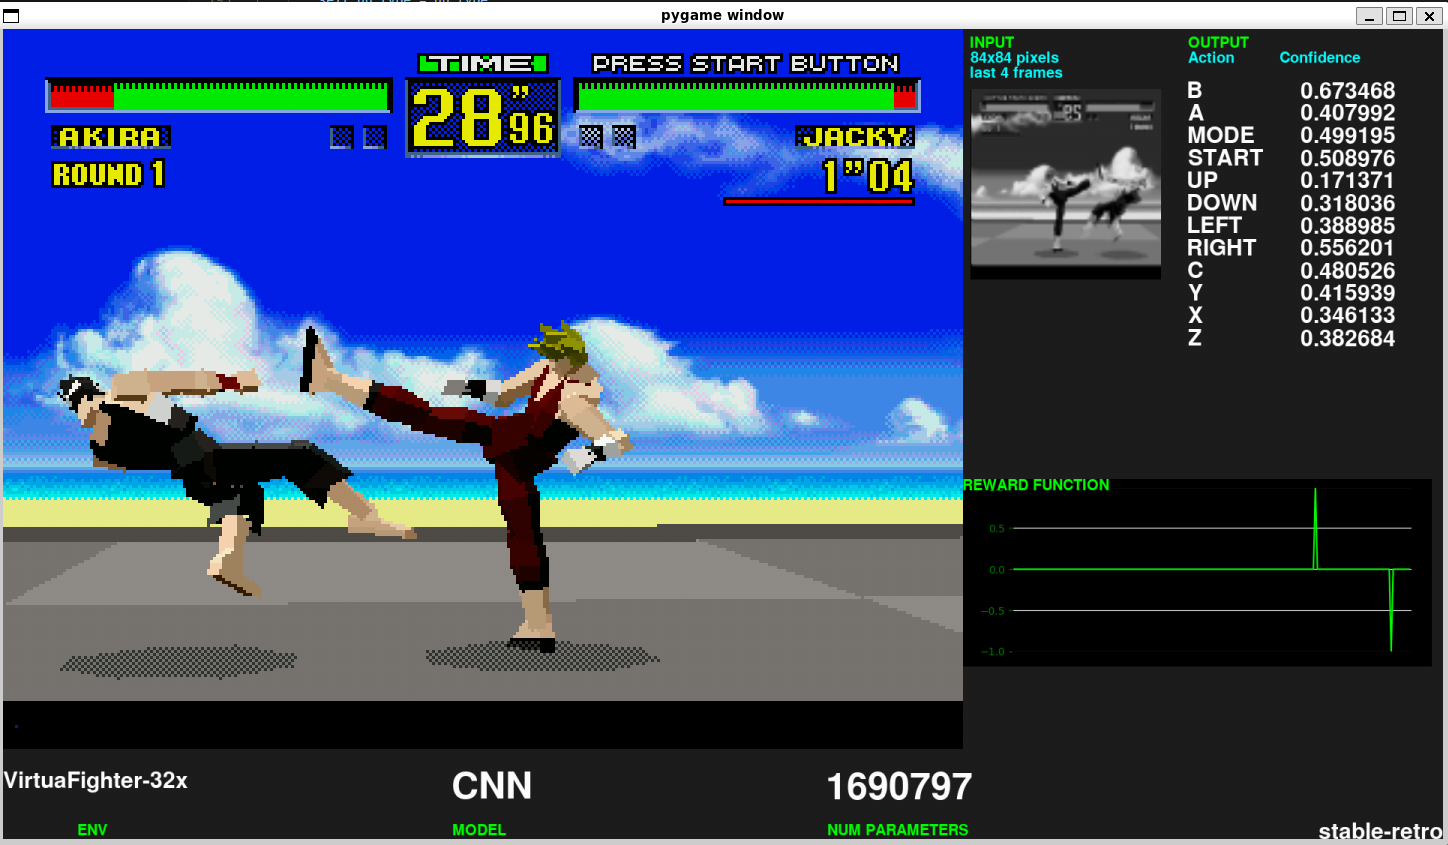 pygame window
TIME
PRESS START BUTTON
28"96
AKIRA
JACKY
ROUND 1
1"04
INPUT
84x84 pixels
last 4 frames
OUTPUT
Action Confidence
B 0.673468
A 0.407992
MODE 0.499195
START 0.508976
UP 0.171371
DOWN 0.318036
LEFT 0.388985
RIGHT 0.556201
C 0.480526
Y 0.415939
X 0.346133
Z 0.382684
REWARD FUNCTION
0.5
0.0
−0.5
−1.0
VirtuaFighter-32x
CNN
1690797
ENV
MODEL
NUM PARAMETERS
stable-retro